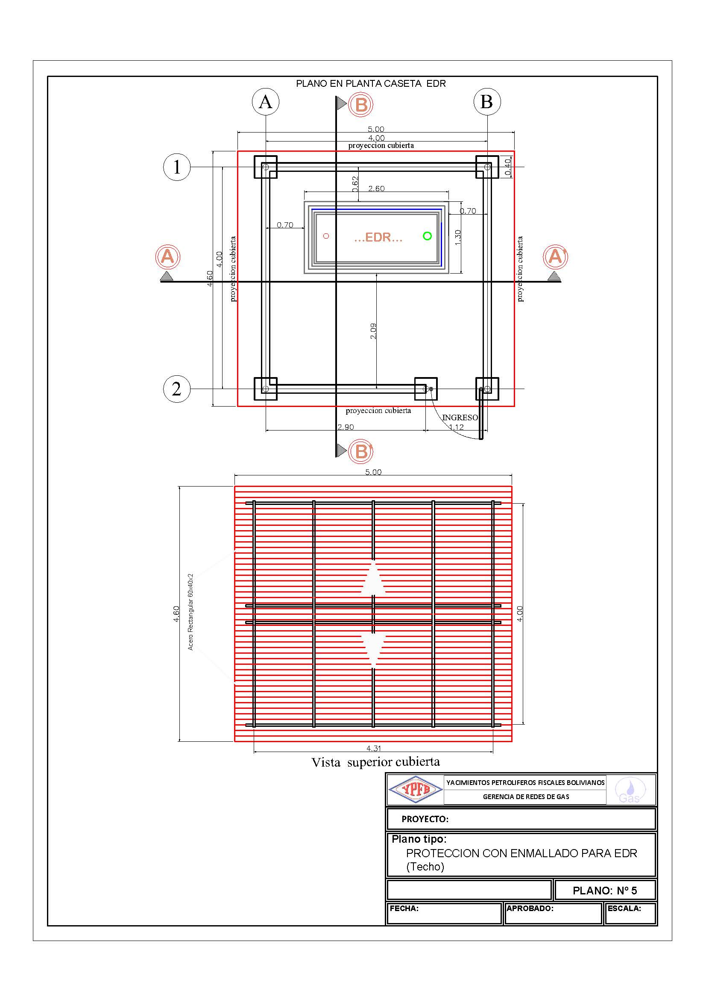 PLANO EN PLANTA CASETA EDR
A
B
B
5.00
4.00
proyeccion cubierta
1
0.40
0.62
2.60
0.70
0.70
...EDR...
1.30
proyeccion cubierta
proyeccion cubierta
4.00
4.60
A
A'
2.09
2
proyeccion cubierta
INGRESO
2.90
1.12
B'
5.00
Acero Rectangular 60x40x2
4.60
4.00
4.31
Vista superior cubierta
YPFB
YACIMIENTOS PETROLIFEROS FISCALES BOLIVIANOS
GERENCIA DE REDES DE GAS
Gas
PROYECTO:
Plano tipo:
PROTECCION CON ENMALLADO PARA EDR
(Techo)
PLANO: Nº 5
FECHA:
APROBADO:
ESCALA: